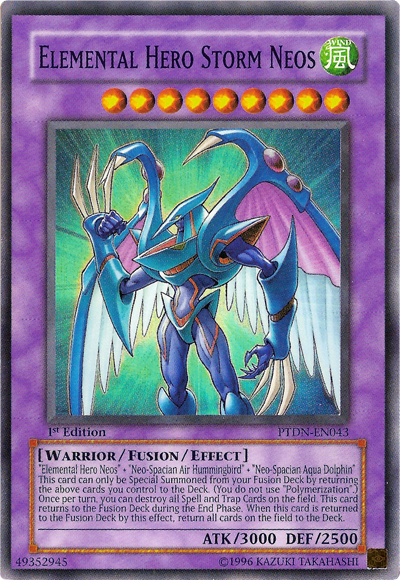 Elemental Hero Storm Neos
WIND
風
PTDN-EN043
1st Edition
[Warrior/Fusion/Effect]
"Elemental Hero Neos" + "Neo-Spacian Air Hummingbird" + "Neo-Spacian Aqua Dolphin"
This card can only be Special Summoned from your Fusion Deck by returning
the above cards you control to the Deck. (You do not use "Polymerization".)
Once per turn, you can destroy all Spell and Trap Cards on the field. This card
returns to the Fusion Deck during the End Phase. When this card is returned
to the Fusion Deck by this effect, return all cards on the field to the Deck.
ATK/3000 DEF/2500
49352945
©1996 KAZUKI TAKAHASHI